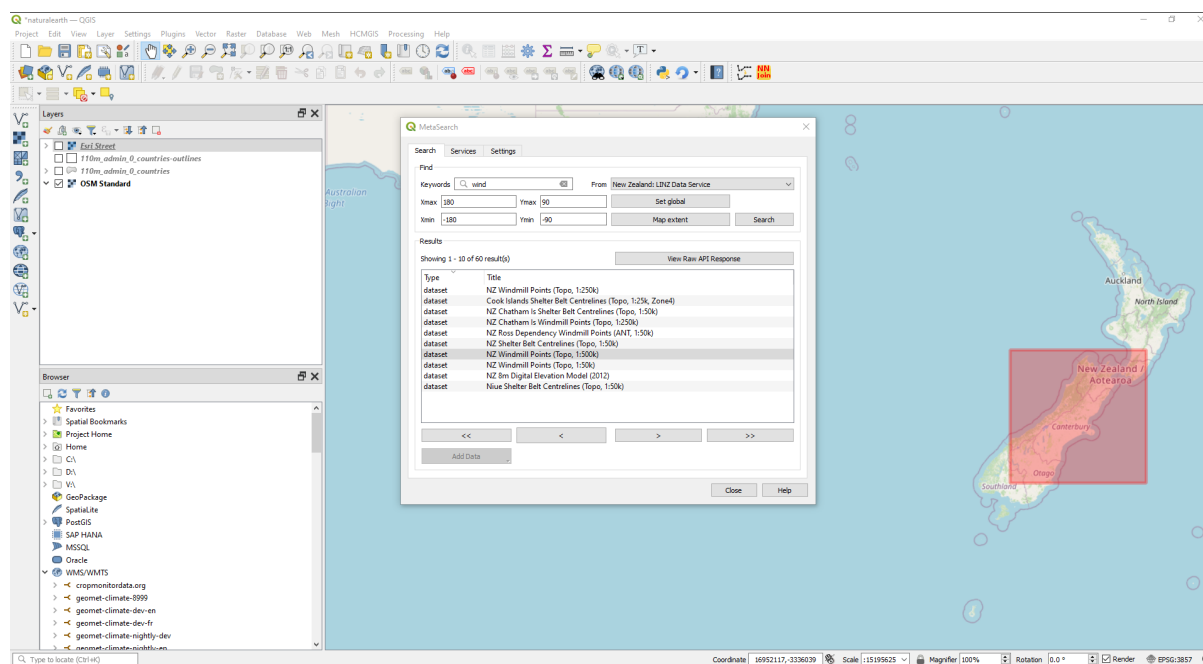 *naturalearth — QGIS
Project Edit View Layer Settings Plugins Vector Raster Database Web Mesh HCMGIS Processing Help
NN Join
Layers
Esri Street
110m_admin_0_countries-outlines
110m_admin_0_countries
OSM Standard
Browser
Favorites
Spatial Bookmarks
Project Home
Home
C:\
D:\
V:\
GeoPackage
SpatiaLite
PostGIS
SAP HANA
MSSQL
Oracle
WMS/WMTS
cropmonitordata.org
geomet-climate-8999
geomet-climate-dev-en
geomet-climate-dev-fr
geomet-climate-nightly-dev
geomet-climate-nightly-en
MetaSearch
Search Services Settings
Find
Keywords wind From New Zealand: LINZ Data Service
Xmax 180 Ymax 90 Set global
Xmin -180 Ymin -90 Map extent Search
Results
Showing 1 - 10 of 60 result(s) View Raw API Response
Type Title
dataset NZ Windmill Points (Topo, 1:250k)
dataset Cook Islands Shelter Belt Centrelines (Topo, 1:25k, Zone4)
dataset NZ Chatham Is Shelter Belt Centrelines (Topo, 1:50k)
dataset NZ Chatham Is Windmill Points (Topo, 1:250k)
dataset NZ Ross Dependency Windmill Points (ANT, 1:50k)
dataset NZ Shelter Belt Centrelines (Topo, 1:50k)
dataset NZ Windmill Points (Topo, 1:500k)
dataset NZ Windmill Points (Topo, 1:50k)
dataset NZ 8m Digital Elevation Model (2012)
dataset Niue Shelter Belt Centrelines (Topo, 1:50k)
<< < > >>
Add Data
Close Help
Australian
Bight
Auckland
North Island
New Zealand /
Aotearoa
Canterbury
Otago
Southland
Type to locate (Ctrl+K) Coordinate 16952117,-3336039 Scale 1:15195625 Magnifier 100% Rotation 0.0 ° Render EPSG:3857